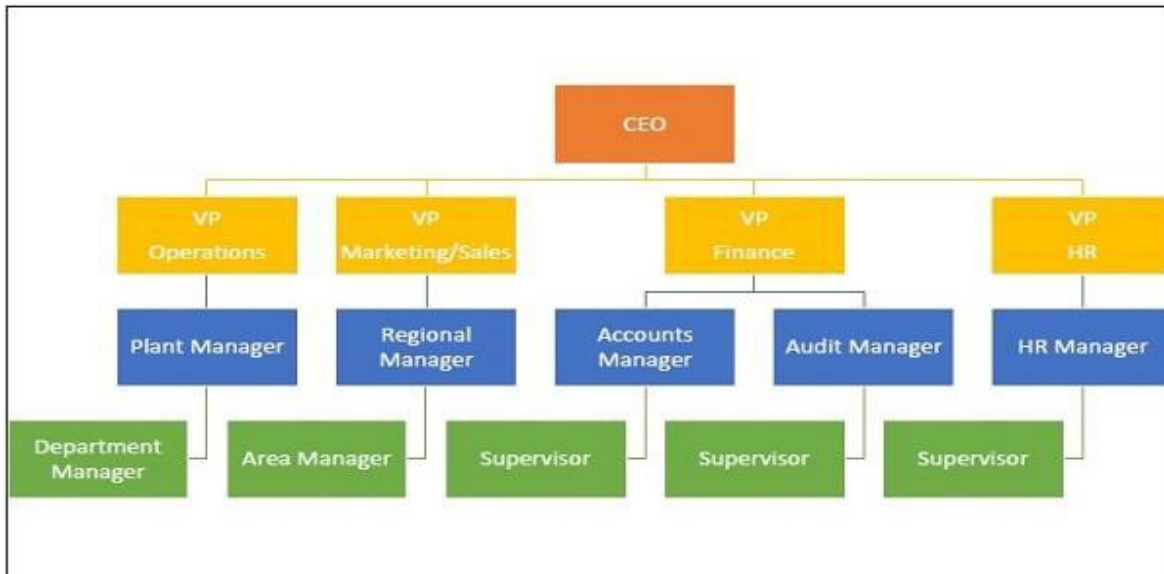 CEO
VP
Operations
VP
Marketing/Sales
VP
Finance
VP
HR
Plant Manager
Regional
Manager
Accounts
Manager
Audit Manager
HR Manager
Department
Manager
Area Manager
Supervisor
Supervisor
Supervisor